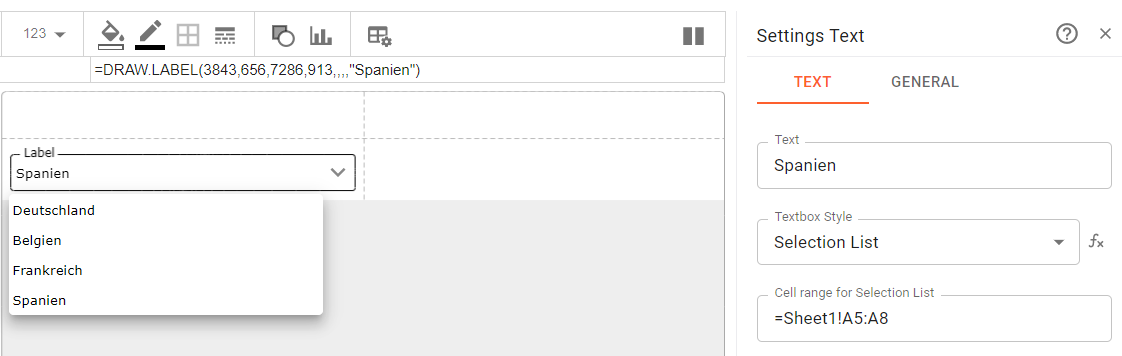 123
=DRAW.LABEL(3843,656,7286,913,,,,"Spanien")
Label
Spanien
Deutschland
Belgien
Frankreich
Spanien
Settings Text
TEXT GENERAL
Text
Spanien
Textbox Style
Selection List
fx
Cell range for Selection List
=Sheet1!A5:A8